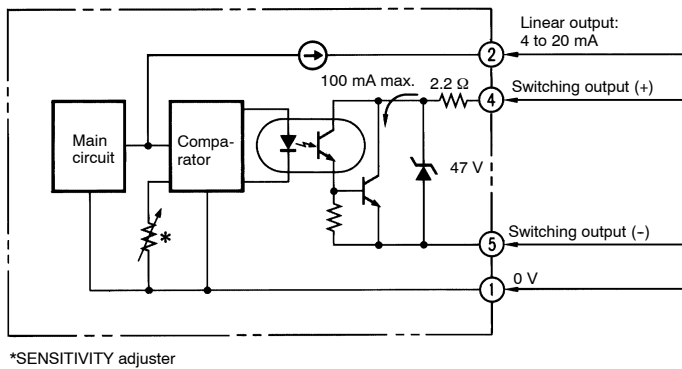 Linear output:
4 to 20 mA
2
100 mA max.
2.2 Ω
Switching output (+)
4
Main
circuit
Compa-
rator
47 V
*
Switching output (–)
5
0 V
1
*SENSITIVITY adjuster